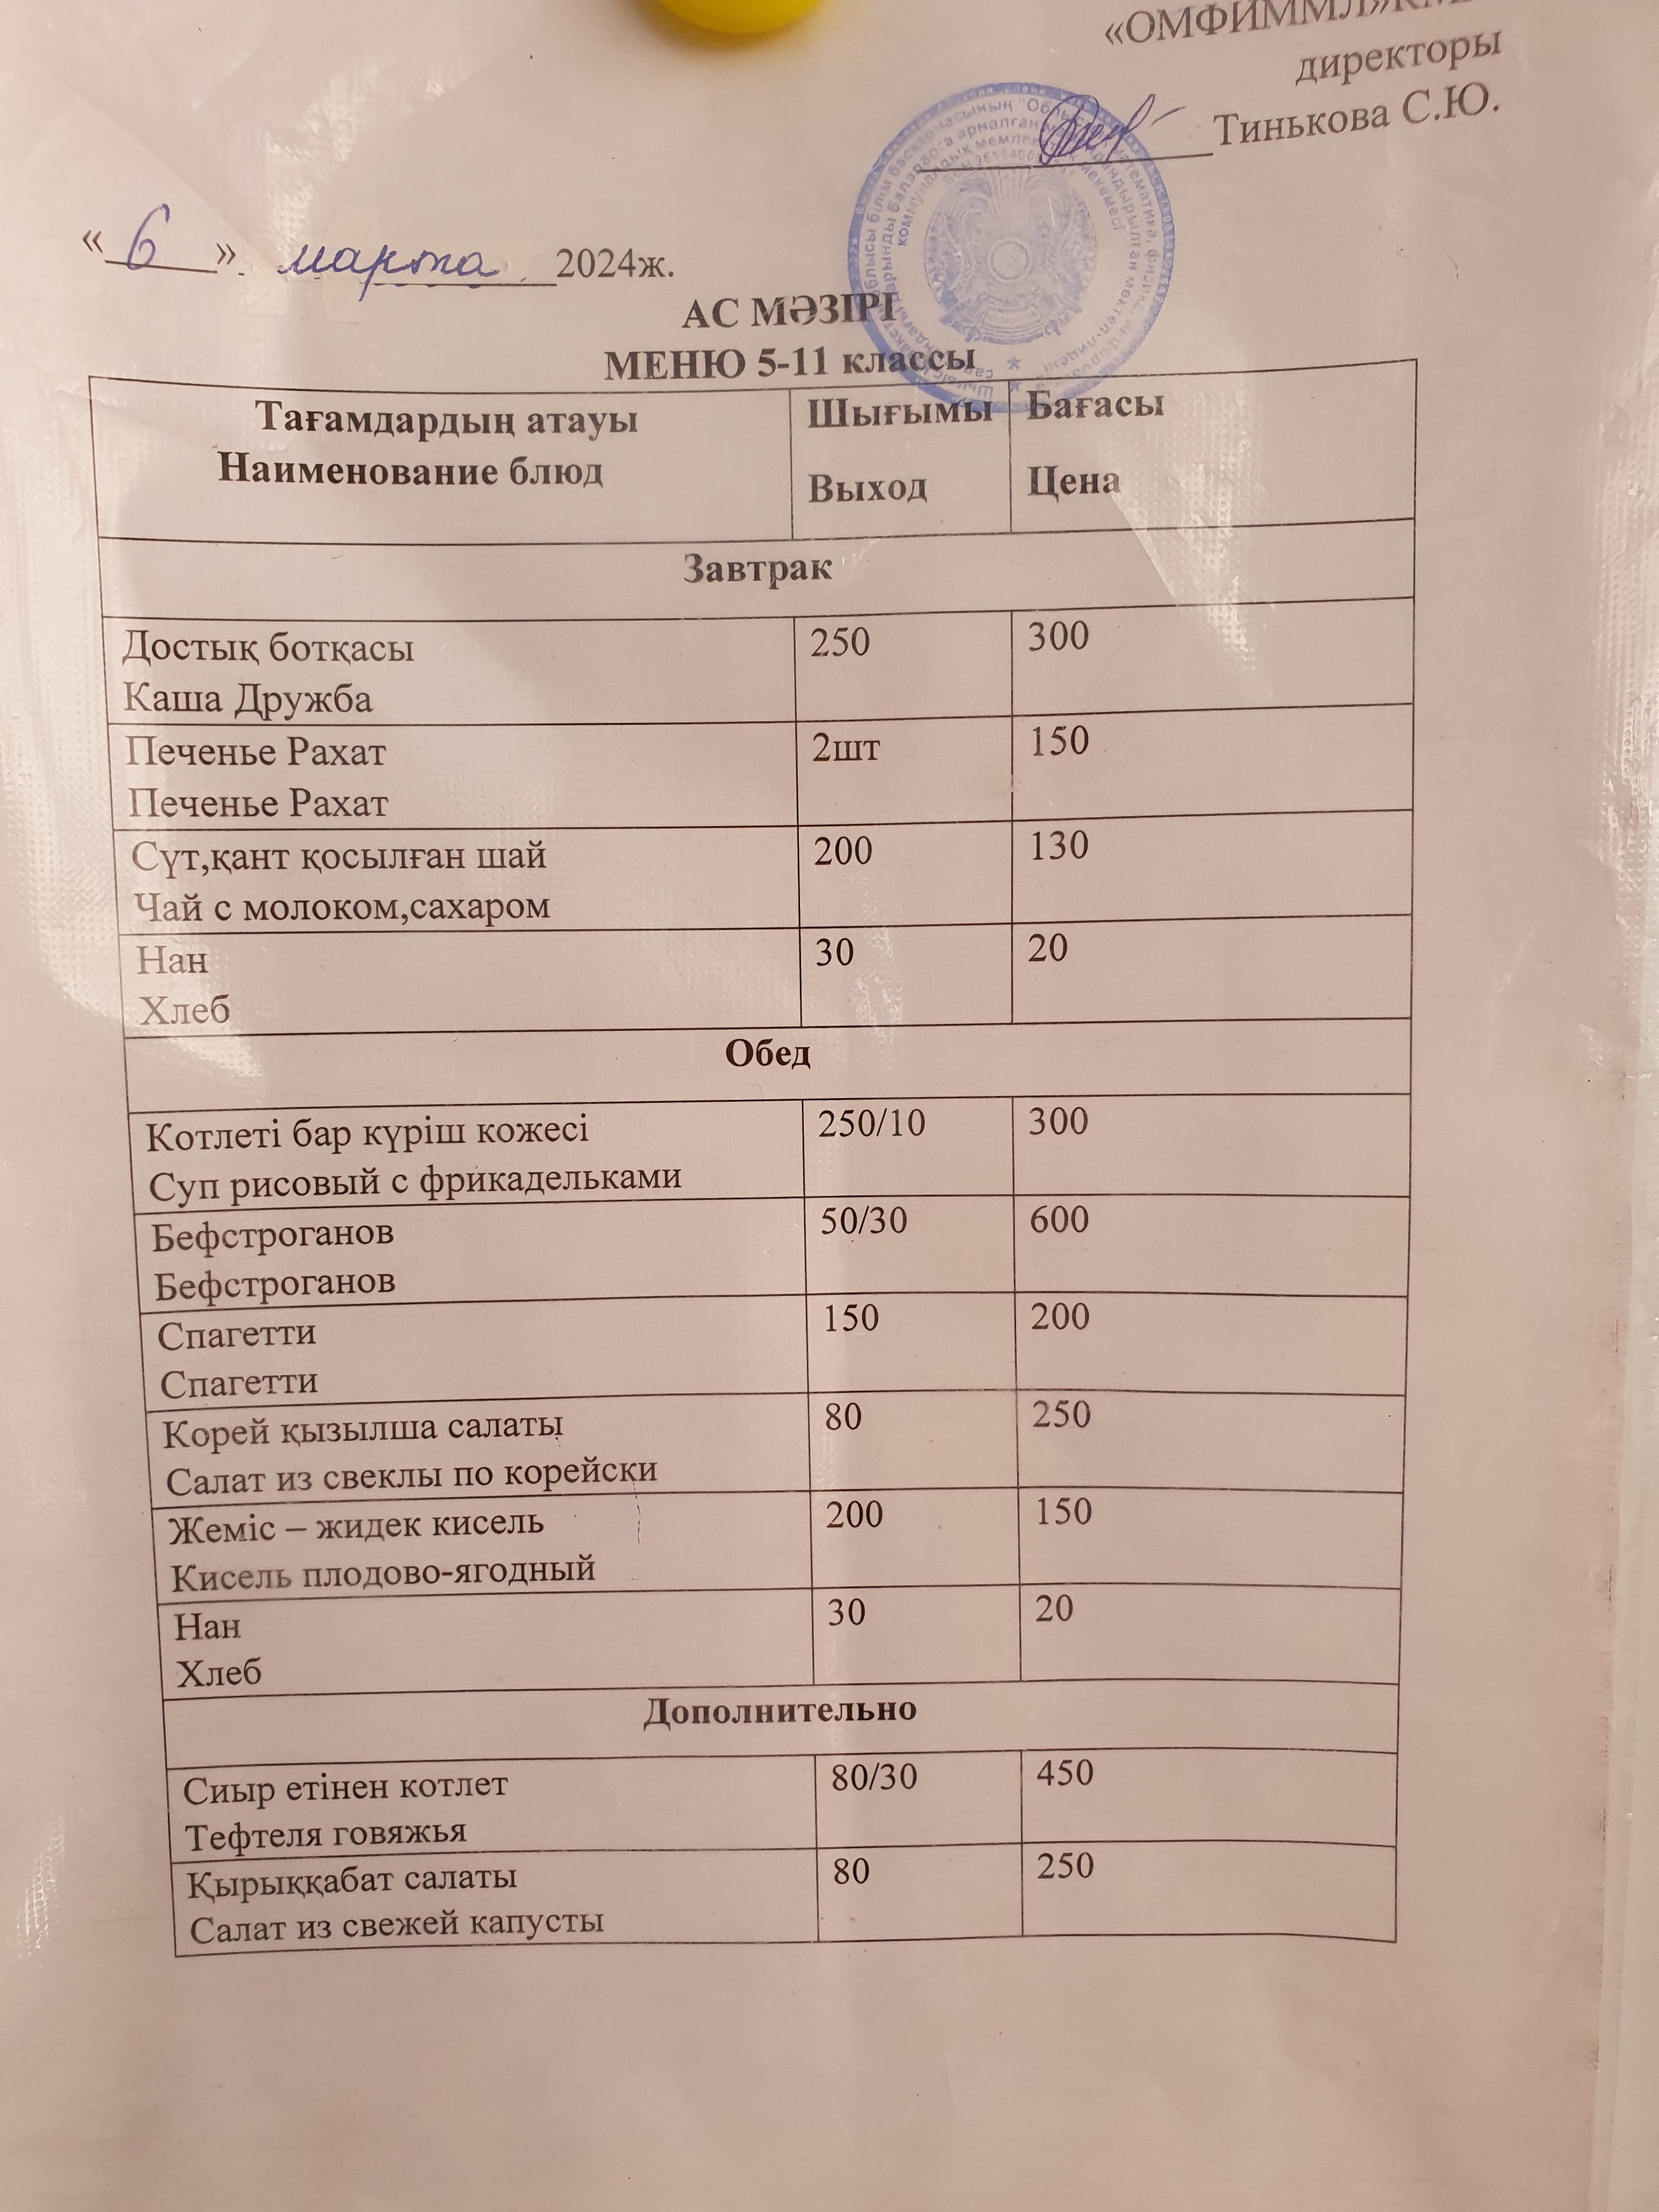 «ОМФИММЛ»
директоры
Тинькова С.Ю.
«6». марта 2024ж.
АС МӘЗІРІ
МЕНЮ 5-11 классы
Тағамдардың атауы Шығымы Бағасы
Наименование блюд Выход Цена
Завтрак
Достық ботқасы 250 300
Каша Дружба
Печенье Рахат 2шт 150
Печенье Рахат
Сүт,қант қосылған шай 200 130
Чай с молоком,сахаром
Нан 30 20
Хлеб
Обед
Котлеті бар күріш кожесі 250/10 300
Суп рисовый с фрикадельками
Бефстроганов 50/30 600
Бефстроганов
Спагетти 150 200
Спагетти
Корей қызылша салаты 80 250
Салат из свеклы по корейски
Жеміс – жидек кисель 200 150
Кисель плодово-ягодный
Нан 30 20
Хлеб
Дополнительно
Сиыр етінен котлет 80/30 450
Тефтеля говяжья
Қырыққабат салаты 80 250
Салат из свежей капусты